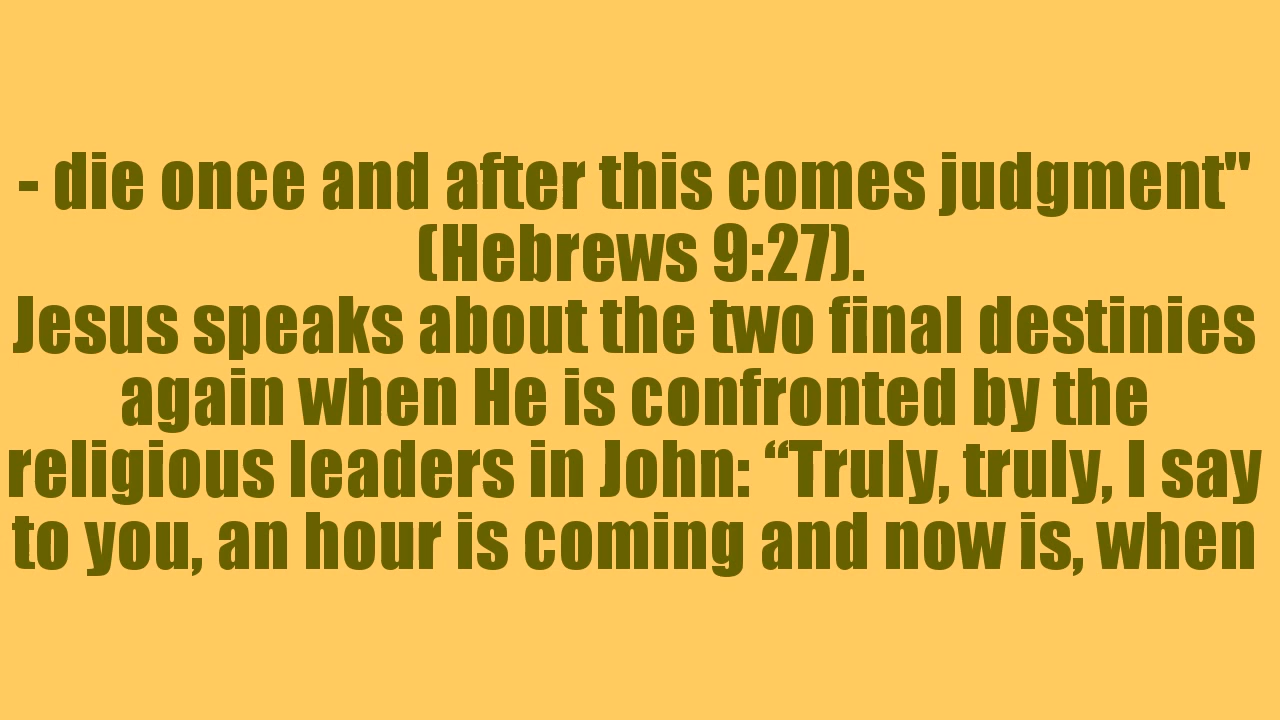 - die once and after this comes judgment"
(Hebrews 9:27).
Jesus speaks about the two final destinies
again when He is confronted by the
religious leaders in John: “Truly, truly, I say
to you, an hour is coming and now is, when